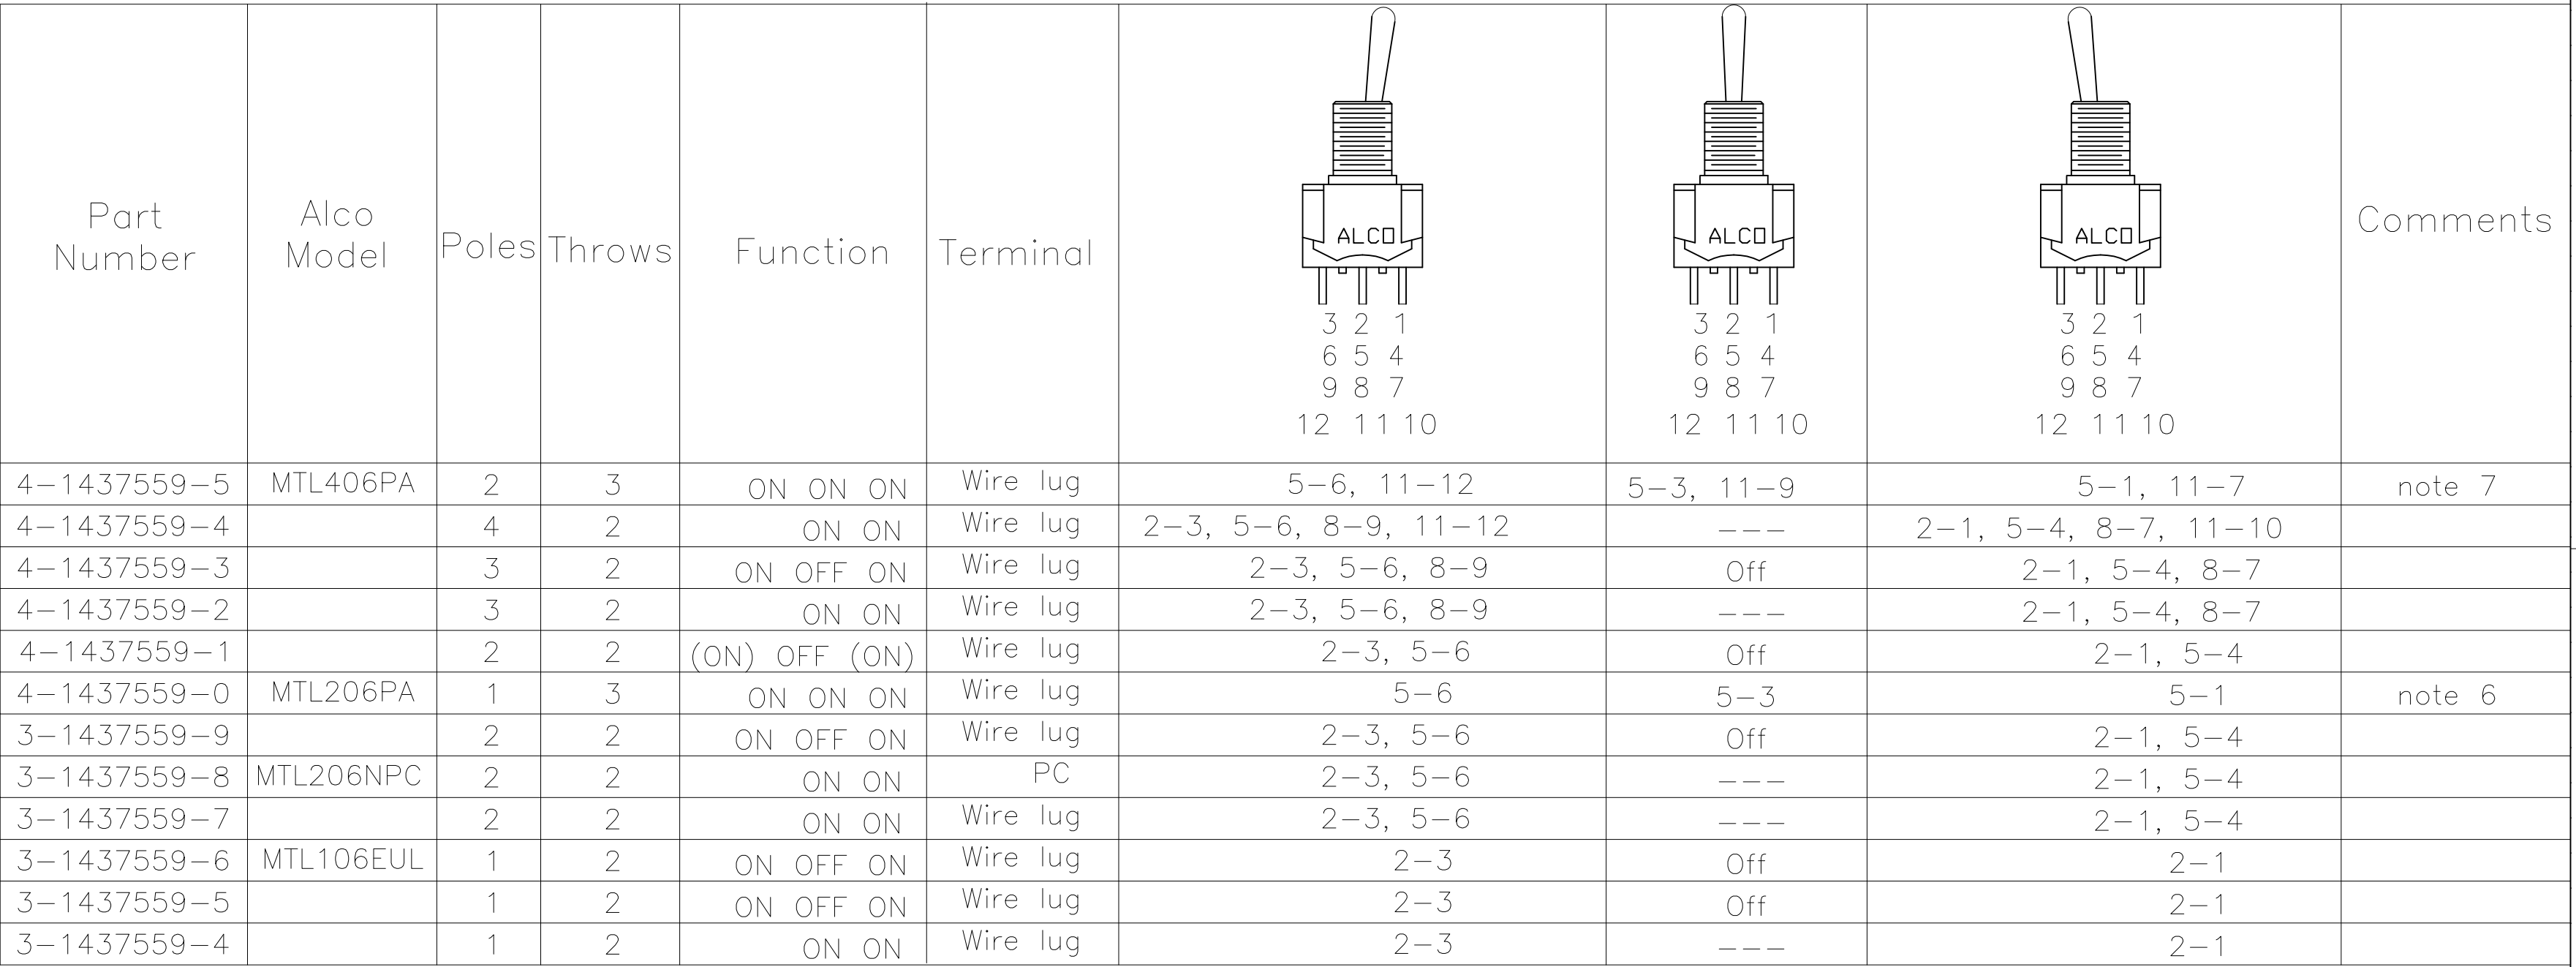 Part Number
Alco Model
Poles
Throws
Function
Terminal
ALCO
3 2 1
6 5 4
9 8 7
12 11 10
ALCO
3 2 1
6 5 4
9 8 7
12 11 10
ALCO
3 2 1
6 5 4
9 8 7
12 11 10
Comments
4-1437559-5 MTL406PA 2 3 ON ON ON Wire lug 5-6, 11-12 5-3, 11-9 5-1, 11-7 note 7
4-1437559-4 4 2 ON ON Wire lug 2-3, 5-6, 8-9, 11-12 --- 2-1, 5-4, 8-7, 11-10
4-1437559-3 3 2 ON OFF ON Wire lug 2-3, 5-6, 8-9 Off 2-1, 5-4, 8-7
4-1437559-2 3 2 ON ON Wire lug 2-3, 5-6, 8-9 --- 2-1, 5-4, 8-7
4-1437559-1 2 2 (ON) OFF (ON) Wire lug 2-3, 5-6 Off 2-1, 5-4
4-1437559-0 MTL206PA 1 3 ON ON ON Wire lug 5-6 5-3 5-1 note 6
3-1437559-9 2 2 ON OFF ON Wire lug 2-3, 5-6 Off 2-1, 5-4
3-1437559-8 MTL206NPC 2 2 ON ON PC 2-3, 5-6 --- 2-1, 5-4
3-1437559-7 2 2 ON ON Wire lug 2-3, 5-6 --- 2-1, 5-4
3-1437559-6 MTL106EUL 1 2 ON OFF ON Wire lug 2-3 Off 2-1
3-1437559-5 1 2 ON OFF ON Wire lug 2-3 Off 2-1
3-1437559-4 1 2 ON ON Wire lug 2-3 --- 2-1